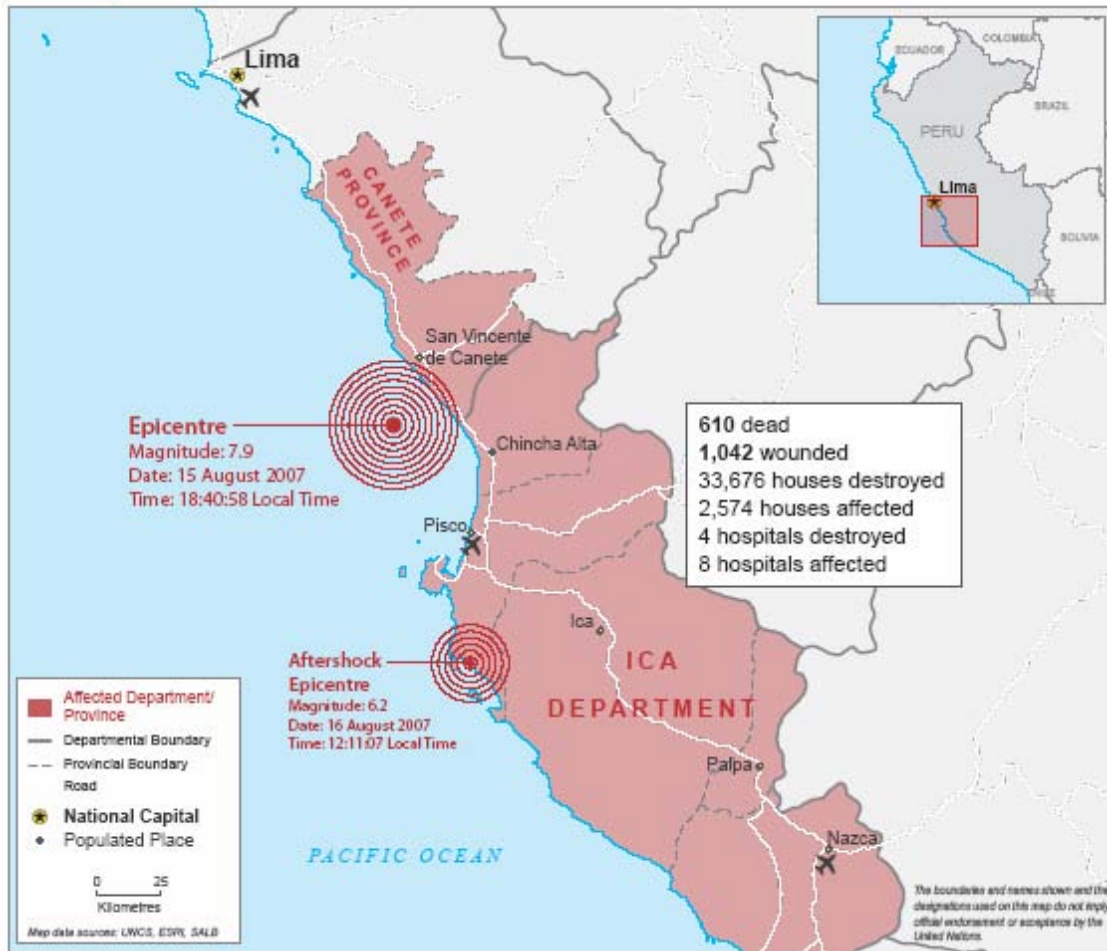 Lima
CANETE
PROVINCE
San Vincente
de Canete
Epicentre
Magnitude: 7.9
Date: 15 August 2007
Time: 18:40:58 Local Time
Chincha Alta
Pisco
610 dead
1,042 wounded
33,676 houses destroyed
2,574 houses affected
4 hospitals destroyed
8 hospitals affected
Ica
ICA
DEPARTMENT
Aftershock
Epicentre
Magnitude: 6.2
Date: 16 August 2007
Time: 12:11:07 Local Time
Palpa
Nazca
PACIFIC OCEAN
ECUADOR
COLOMBIA
BRAZIL
PERU
Lima
BOLIVIA
CHILE
Affected Department/
Province
Departmental Boundary
Provincial Boundary
Road
National Capital
Populated Place
0 25
Kilometres
Map data sources: UNCS, ESRI, SALB
The boundaries and names shown and the
designations used on this map do not imply
official endorsement or acceptance by the
United Nations.